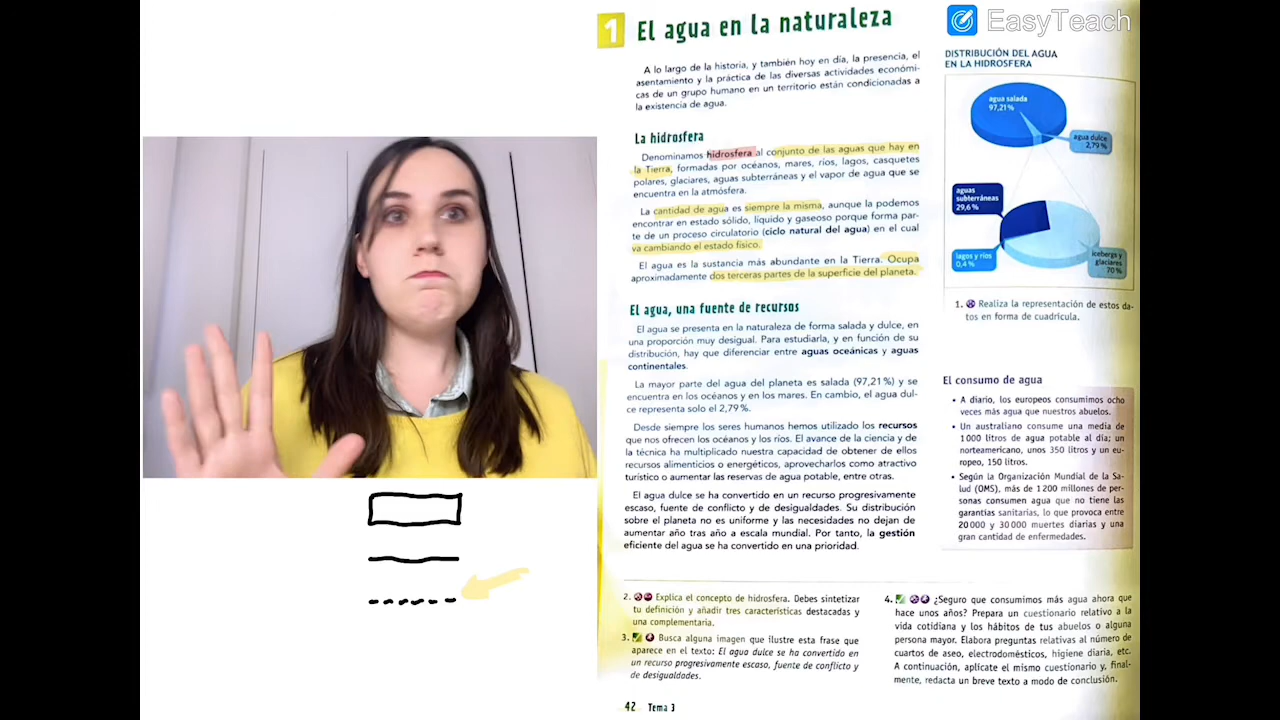 EasyTeach
1 El agua en la naturaleza
A lo largo de la historia, y también hoy en día, la presencia, el
asentamiento y la práctica de las diversas actividades económi-
cas de un grupo humano en un territorio están condicionadas a
la existencia de agua.
La hidrosfera
Denominamos hidrosfera al conjunto de las aguas que hay en
la Tierra, formadas por océanos, mares, ríos, lagos, casquetes
polares, glaciares, aguas subterráneas y el vapor de agua que se
encuentra en la atmósfera.
La cantidad de agua es siempre la misma, aunque la podemos
encontrar en estado sólido, líquido y gaseoso porque forma par-
te de un proceso circulatorio (ciclo natural del agua) en el cual
va cambiando el estado físico.
El agua es la sustancia más abundante en la Tierra. Ocupa
aproximadamente dos terceras partes de la superficie del planeta.
El agua, una fuente de recursos
El agua se presenta en la naturaleza de forma salada y dulce, en
una proporción muy desigual. Para estudiarla, y en función de su
distribución, hay que diferenciar entre aguas oceánicas y aguas
continentales.
La mayor parte del agua del planeta es salada (97,21%) y se
encuentra en los océanos y en los mares. En cambio, el agua dul-
ce representa solo el 2,79%.
Desde siempre los seres humanos hemos utilizado los recursos
que nos ofrecen los océanos y los ríos. El avance de la ciencia y de
la técnica ha multiplicado nuestra capacidad de obtener de ellos
recursos alimenticios o energéticos, aprovecharlos como atractivo
turístico o aumentar las reservas de agua potable, entre otras.
El agua dulce se ha convertido en un recurso progresivamente
escaso, fuente de conflicto y de desigualdades. Su distribución
sobre el planeta no es uniforme y las necesidades no dejan de
aumentar año tras año a escala mundial. Por tanto, la gestión
eficiente del agua se ha convertido en una prioridad.
DISTRIBUCIÓN DEL AGUA
EN LA HIDROSFERA
agua salada
97,21%
agua dulce
2,79 %
aguas
subterráneas
29,6 %
lagos y ríos
0,4 %
icebergs y
glaciares
70 %
1. Realiza la representación de estos da-
tos en forma de cuadrícula.
El consumo de agua
• A diario, los europeos consumimos ocho
veces más agua que nuestros abuelos.
• Un australiano consume una media de
1000 litros de agua potable al día; un
norteamericano, unos 350 litros y un eu-
ropeo, 150 litros.
• Según la Organización Mundial de la Sa-
lud (OMS), más de 1200 millones de per-
sonas consumen agua que no tiene las
garantías sanitarias, lo que provoca entre
20000 y 30000 muertes diarias y una
gran cantidad de enfermedades.
2. Explica el concepto de hidrosfera. Debes sintetizar
tu definición y añadir tres características destacadas y
una complementaria.
3. Busca alguna imagen que ilustre esta frase que
aparece en el texto: El agua dulce se ha convertido en
un recurso progresivamente escaso, fuente de conflicto y
de desigualdades.
4. ¿Seguro que consumimos más agua ahora que
hace unos años? Prepara un cuestionario relativo a la
vida cotidiana y los hábitos de tus abuelos o alguna
persona mayor. Elabora preguntas relativas al número de
cuartos de aseo, electrodomésticos, higiene diaria, etc.
A continuación, aplícate el mismo cuestionario y, final-
mente, redacta un breve texto a modo de conclusión.
42 Tema 3